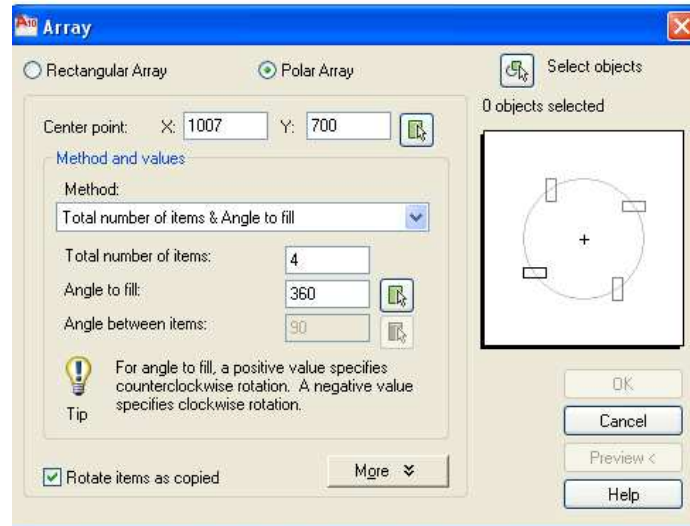 A10 Array
Rectangular Array
Polar Array
Select objects
0 objects selected
Center point: X: 1007 Y: 700
Method and values
Method:
Total number of items & Angle to fill
Total number of items: 4
Angle to fill: 360
Angle between items: 90
For angle to fill, a positive value specifies
counterclockwise rotation. A negative value
specifies clockwise rotation.
Tip
Rotate items as copied
More
OK
Cancel
Preview <
Help